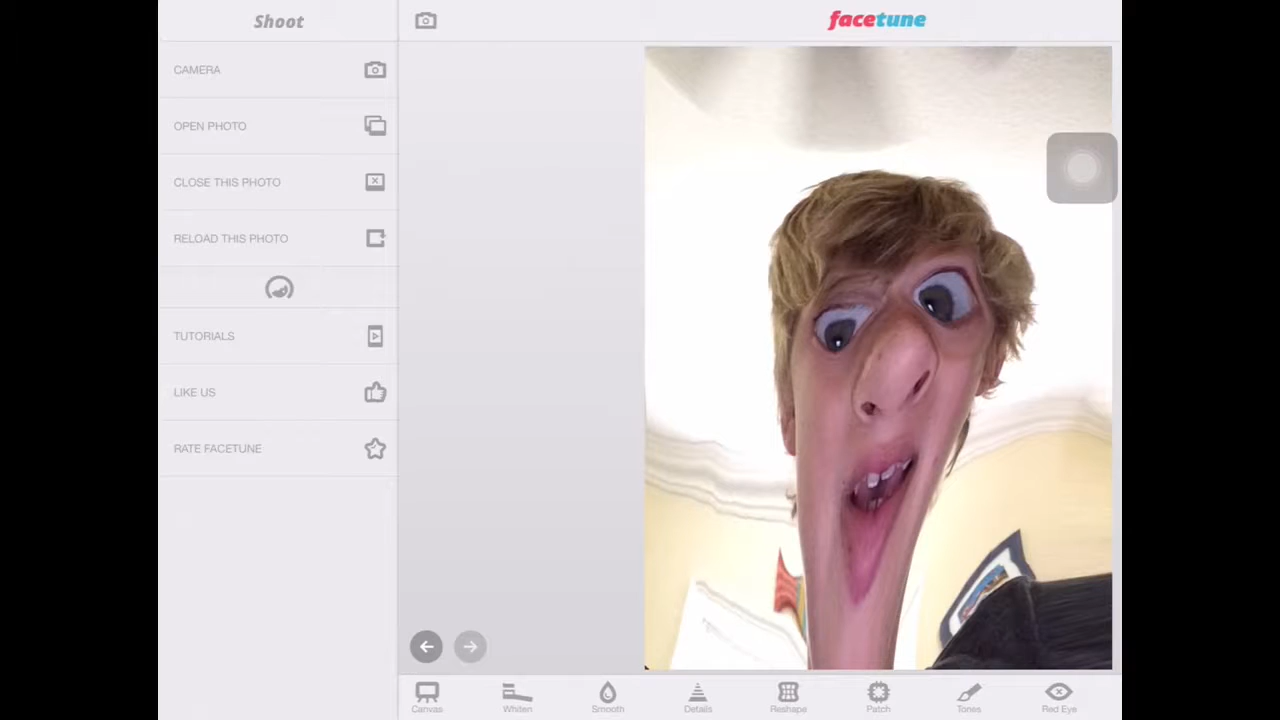 Shoot
facetune
CAMERA
OPEN PHOTO
CLOSE THIS PHOTO
RELOAD THIS PHOTO
TUTORIALS
LIKE US
RATE FACETUNE
Canvas
Whiten
Smooth
Details
Reshape
Patch
Tones
Red Eye